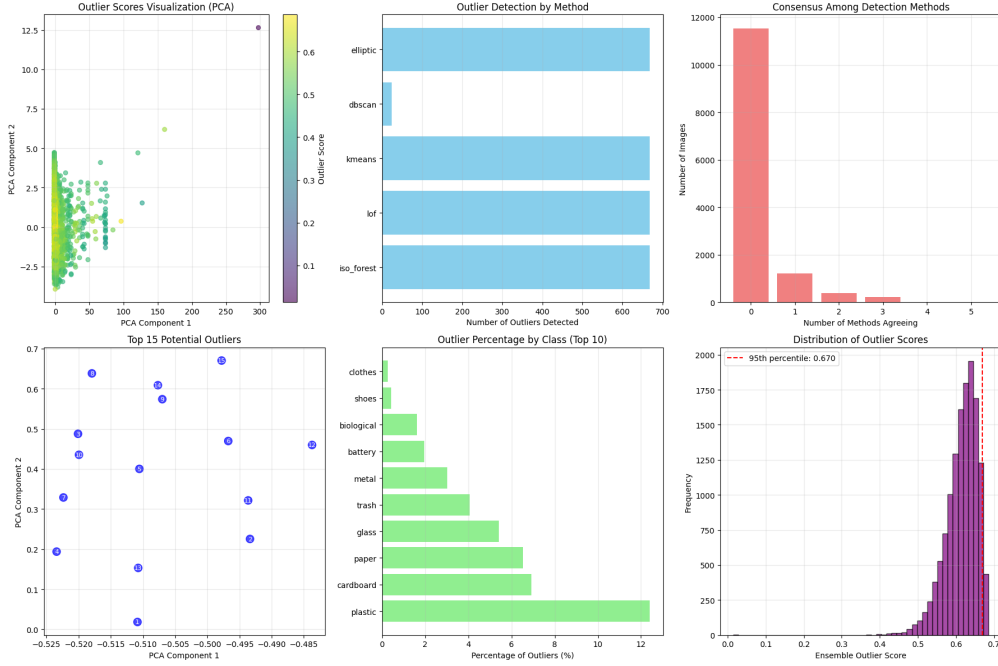 Outlier Scores Visualization (PCA)
12.5
10.0
7.5
5.0
2.5
0.0
−2.5
PCA Component 2
0 50 100 150 200 250 300
PCA Component 1
0.6
0.5
0.4
0.3
0.2
0.1
Outlier Score
Outlier Detection by Method
elliptic
dbscan
kmeans
lof
iso_forest
0 100 200 300 400 500 600 700
Number of Outliers Detected
Consensus Among Detection Methods
12000
10000
8000
6000
4000
2000
0
Number of Images
0 1 2 3 4 5
Number of Methods Agreeing
Top 15 Potential Outliers
0.7
0.6
0.5
0.4
0.3
0.2
0.1
0.0
PCA Component 2
15
8
14
9
3
6
12
10
5
7
11
2
4
13
1
−0.525 −0.520 −0.515 −0.510 −0.505 −0.500 −0.495 −0.490 −0.485
PCA Component 1
Outlier Percentage by Class (Top 10)
clothes
shoes
biological
battery
metal
trash
glass
paper
cardboard
plastic
0 2 4 6 8 10 12
Percentage of Outliers (%)
Distribution of Outlier Scores
95th percentile: 0.670
2000
1750
1500
1250
1000
750
500
250
0
Frequency
0.0 0.1 0.2 0.3 0.4 0.5 0.6 0.7
Ensemble Outlier Score